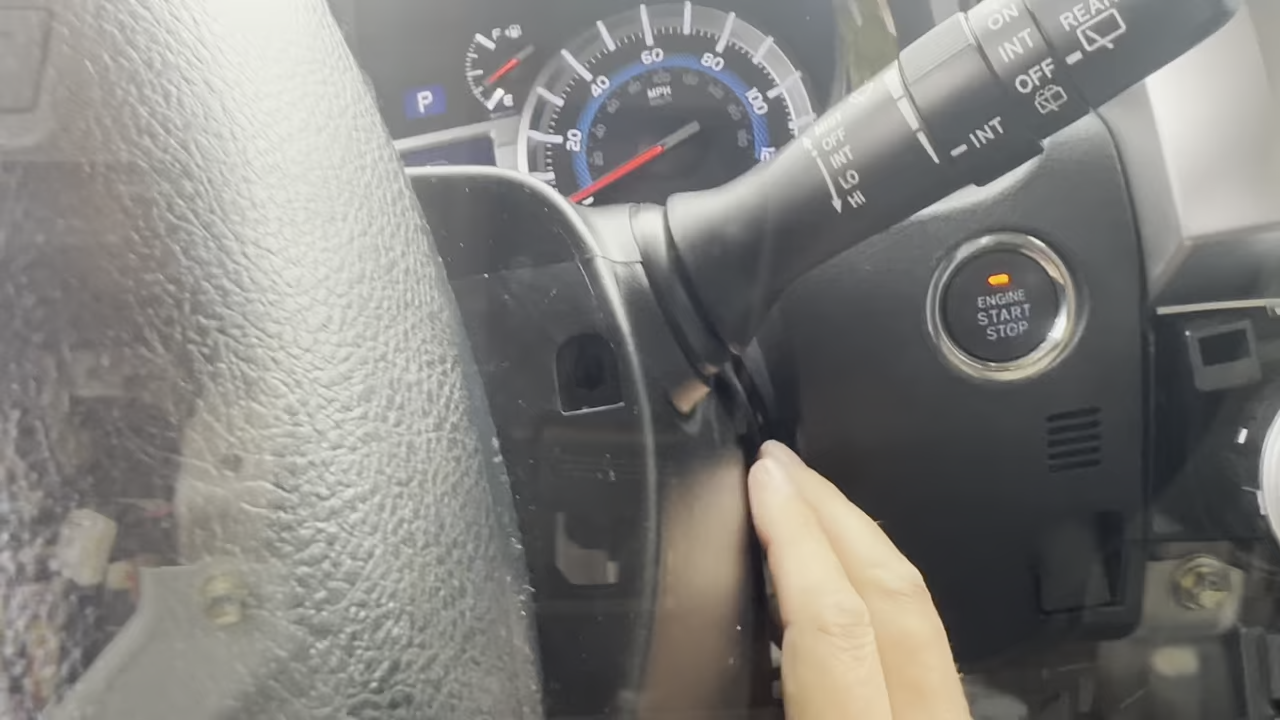 F
E
P
20
40
60
80
100
MPH
MIST
OFF
INT
LO
HI
ON
INT
OFF
INT
REAR
ENGINE
START
STOP